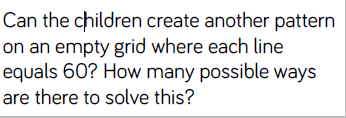 Can the children create another pattern
on an empty grid where each line
equals 60? How many possible ways
are there to solve this?